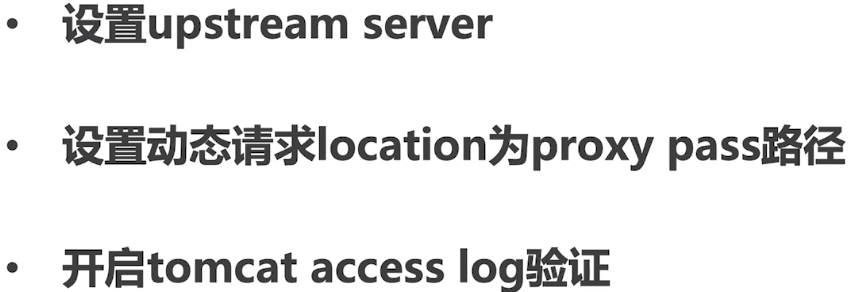 • 设置upstream server
• 设置动态请求location为proxy pass路径
• 开启tomcat access log验证